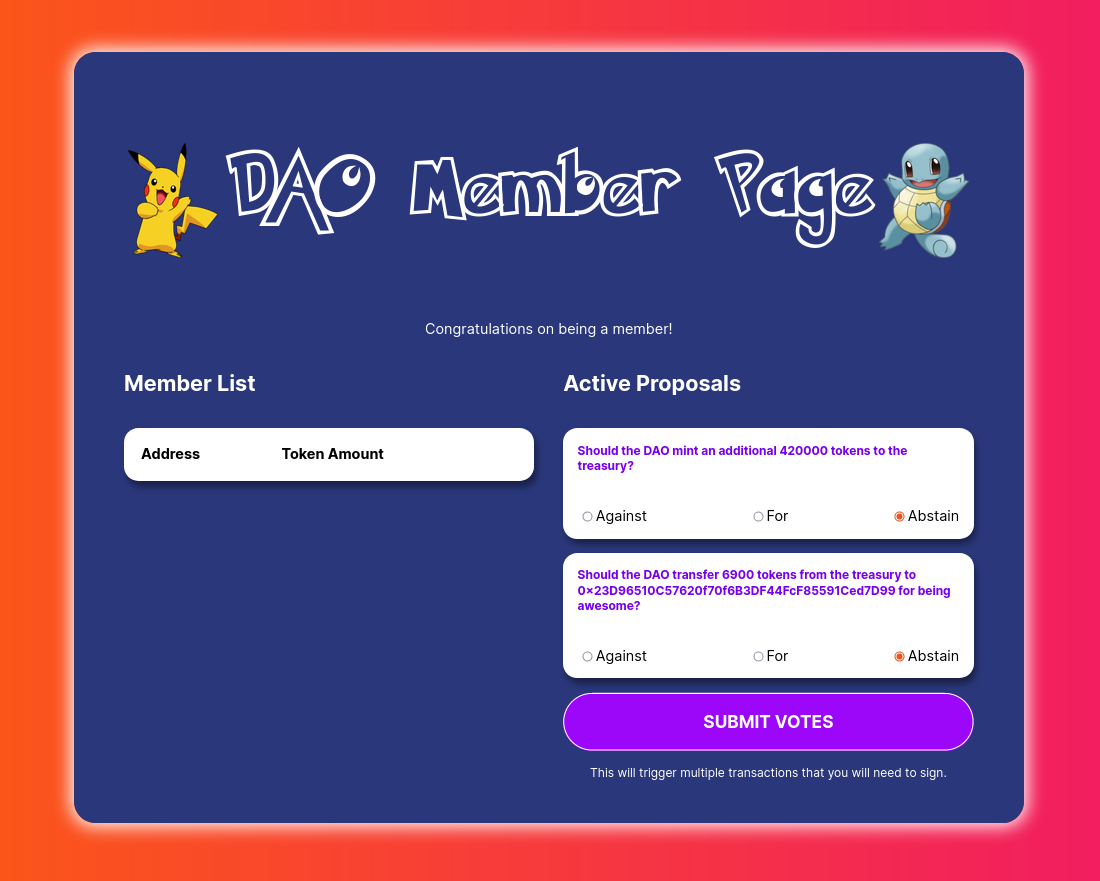 DAO Member Page
Congratulations on being a member!
Member List
Address Token Amount
Active Proposals
Should the DAO mint an additional 420000 tokens to the
treasury?
Against For Abstain
Should the DAO transfer 6900 tokens from the treasury to
0x23D96510C57620f70f6B3DF44FcF85591Ced7D99 for being
awesome?
Against For Abstain
SUBMIT VOTES
This will trigger multiple transactions that you will need to sign.